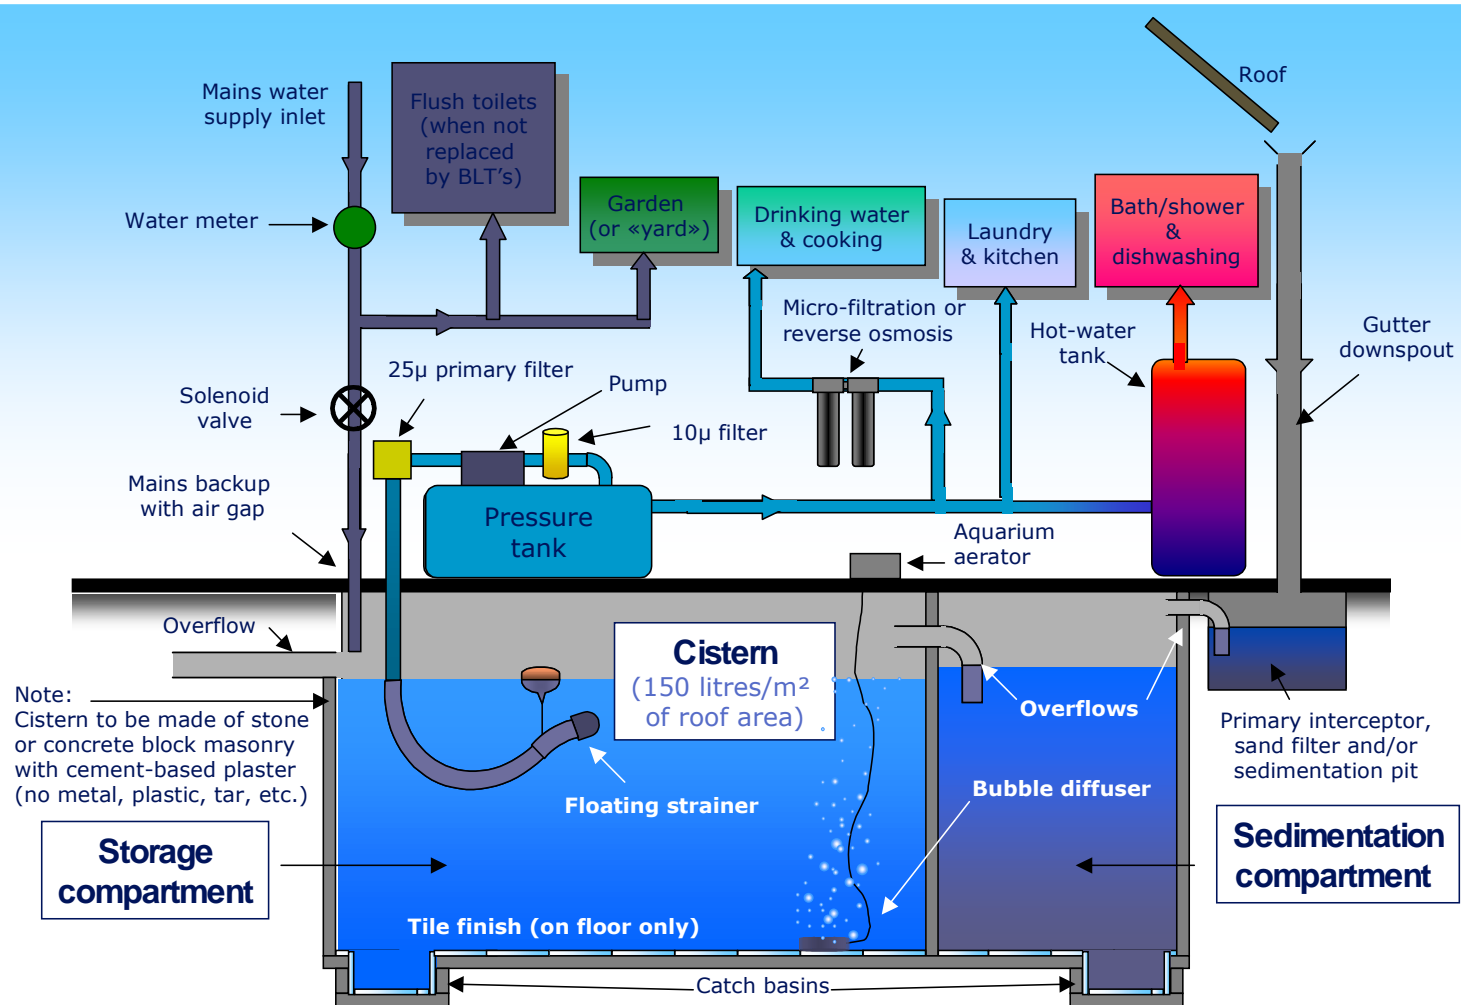 Mains water
supply inlet
Flush toilets
(when not
replaced
by BLT's)
Roof
Water meter
Garden
(or «yard»)
Drinking water
& cooking
Laundry
& kitchen
Bath/shower
&
dishwashing
Micro-filtration or
reverse osmosis
Hot-water
tank
Gutter
downspout
25µ primary filter
Pump
Solenoid
valve
10µ filter
Mains backup
with air gap
Pressure
tank
Aquarium
aerator
Overflow
Cistern
(150 litres/m²
of roof area)
Overflows
Note:
Cistern to be made of stone
or concrete block masonry
with cement-based plaster
(no metal, plastic, tar, etc.)
Primary interceptor,
sand filter and/or
sedimentation pit
Floating strainer
Bubble diffuser
Storage
compartment
Sedimentation
compartment
Tile finish (on floor only)
Catch basins